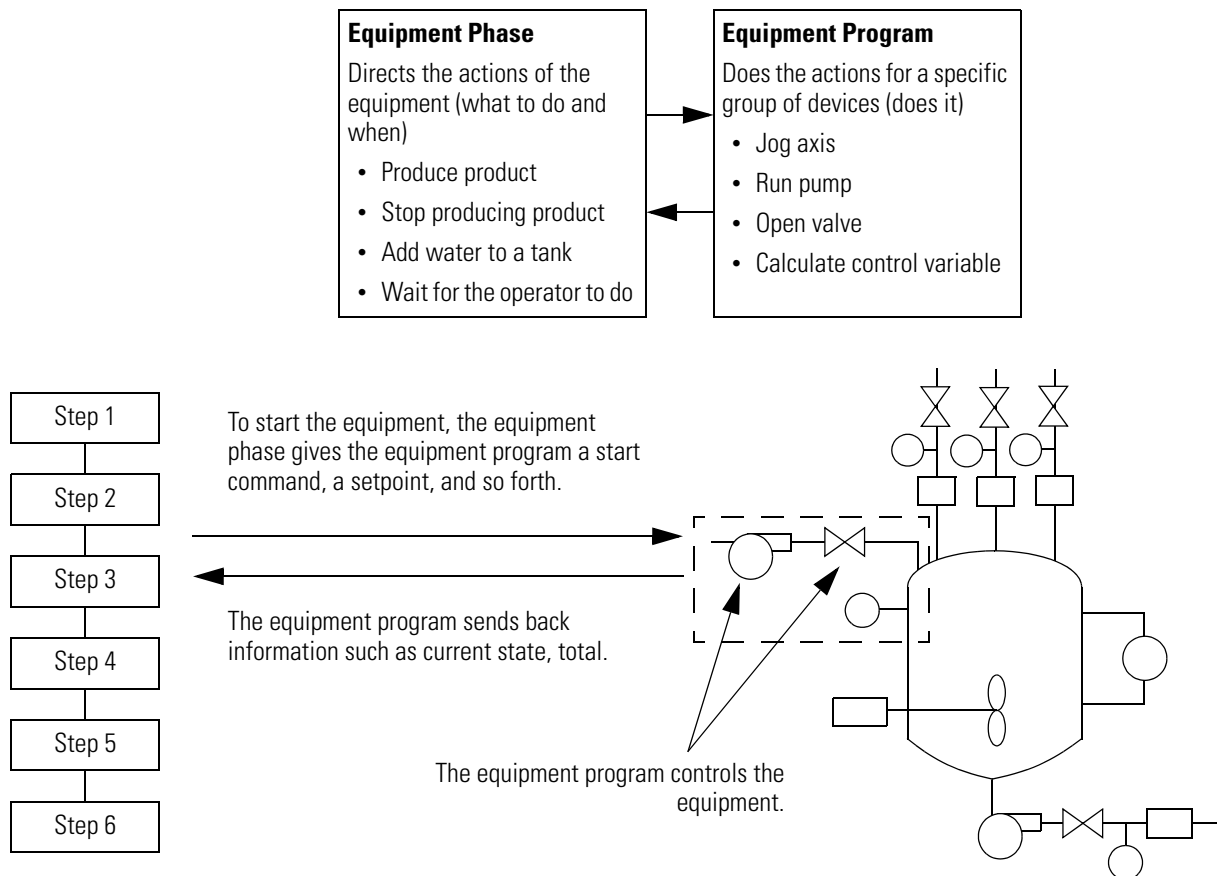 Equipment Phase
Directs the actions of the
equipment (what to do and
when)
• Produce product
• Stop producing product
• Add water to a tank
• Wait for the operator to do
Equipment Program
Does the actions for a specific
group of devices (does it)
• Jog axis
• Run pump
• Open valve
• Calculate control variable
Step 1
Step 2
Step 3
Step 4
Step 5
Step 6
To start the equipment, the equipment
phase gives the equipment program a start
command, a setpoint, and so forth.
The equipment program sends back
information such as current state, total.
The equipment program controls the
equipment.